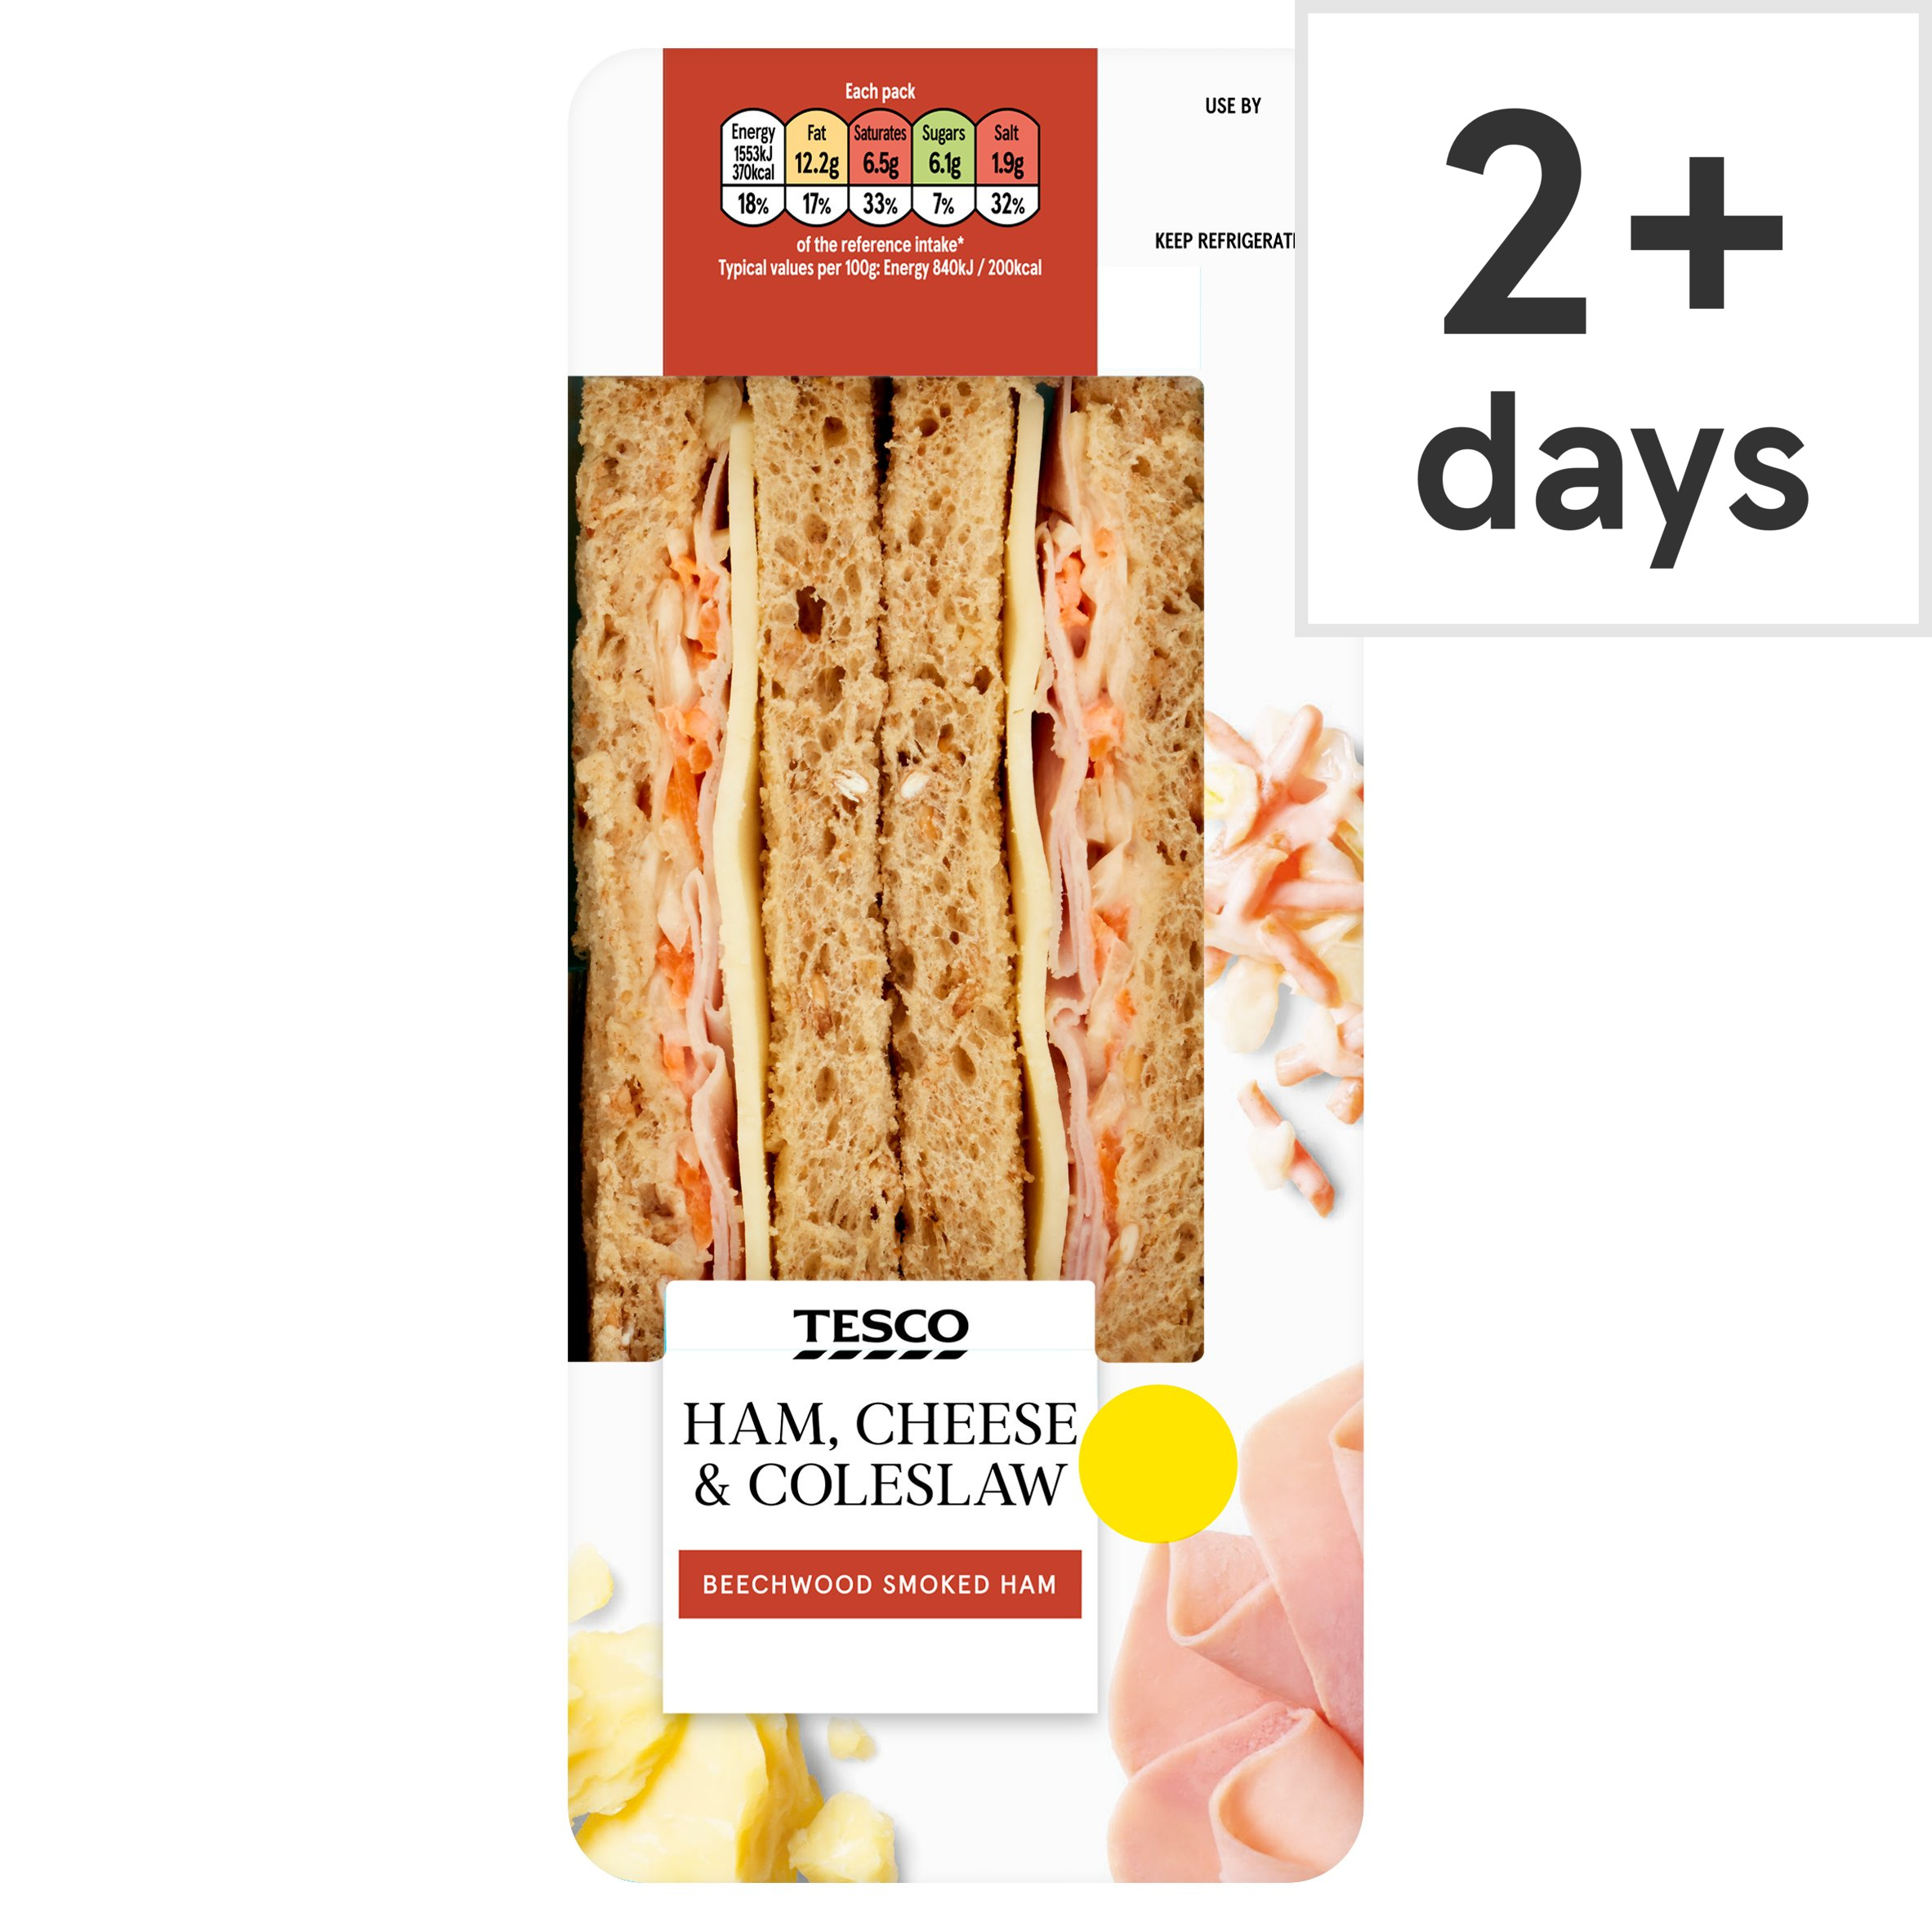 Each pack
Energy 1553kJ 370kcal 18%
Fat 12.2g 17%
Saturates 6.5g 33%
Sugars 6.1g 7%
Salt 1.9g 32%
of the reference intake*
Typical values per 100g: Energy 840kJ / 200kcal
USE BY
KEEP REFRIGERAT
2+
days
TESCO
HAM, CHEESE
& COLESLAW
BEECHWOOD SMOKED HAM